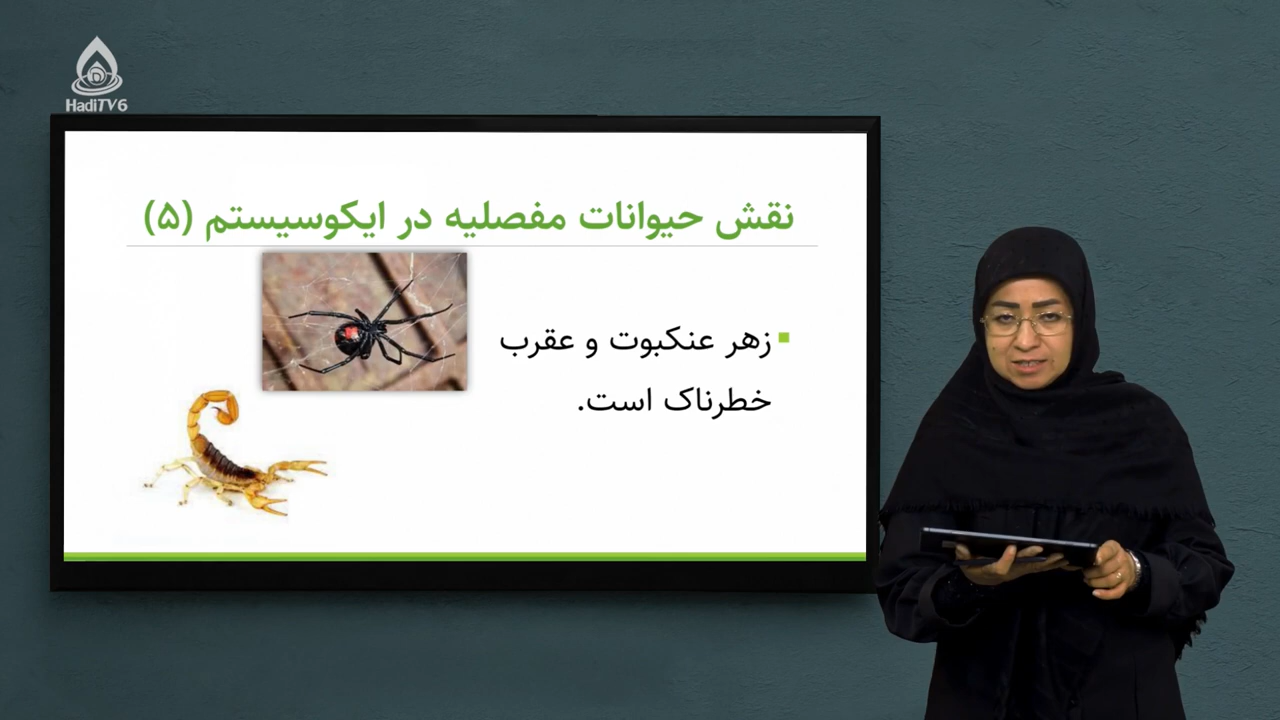 HadiTV6
نقش حیوانات مفصلیه در ایکوسیستم (۵)
زهر عنکبوت و عقرب
خطرناک است.